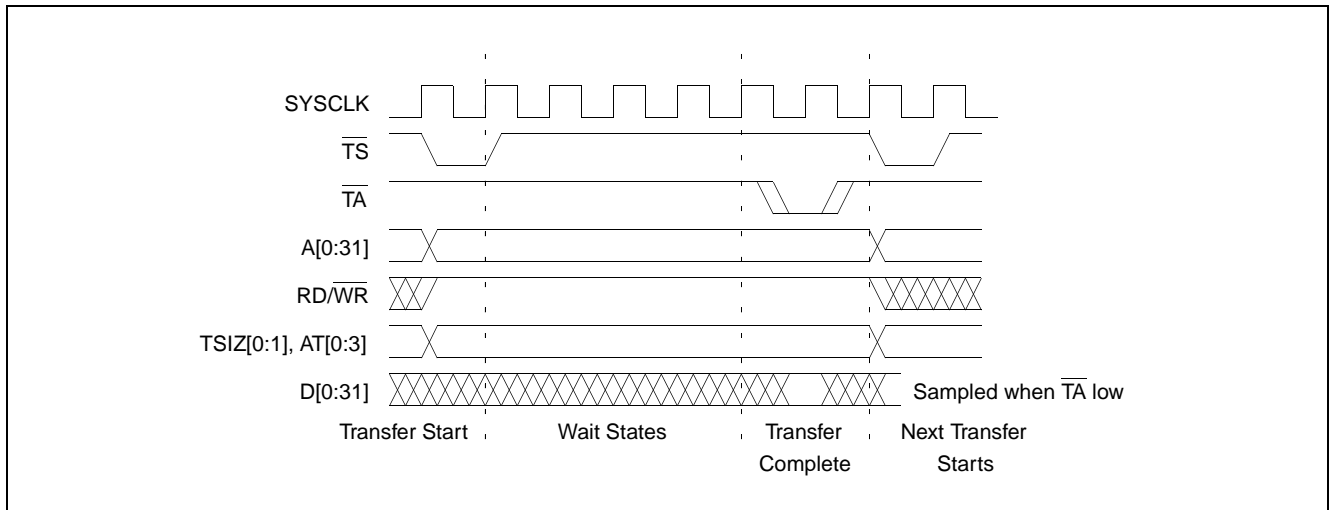 SYSCLK
TS
TA
A[0:31]
RD/WR
TSIZ[0:1], AT[0:3]
D[0:31]
Sampled when TA low
Transfer Start
Wait States
Transfer
Complete
Next Transfer
Starts